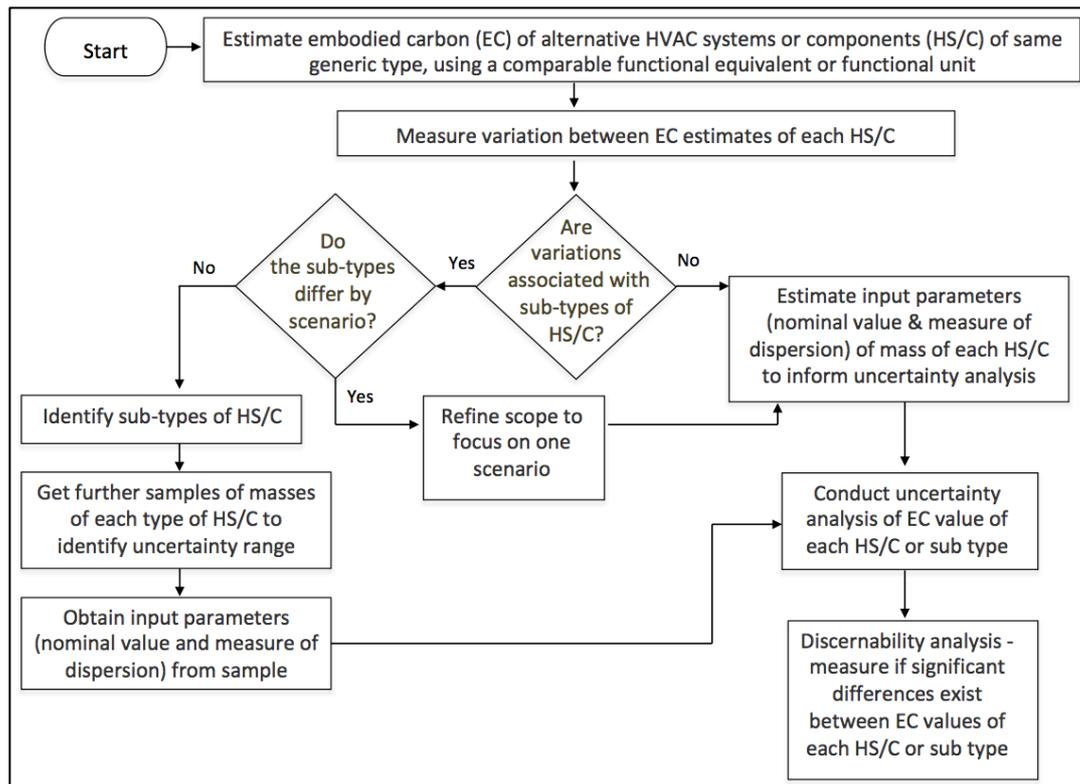 Start
Estimate embodied carbon (EC) of alternative HVAC systems or components (HS/C) of same
generic type, using a comparable functional equivalent or functional unit
Measure variation between EC estimates of each HS/C
Do
the sub-types
differ by
scenario?
Are
variations
associated with
sub-types of
HS/C?
No
Yes
No
Yes
Estimate input parameters
(nominal value & measure of
dispersion) of mass of each HS/C
to inform uncertainty analysis
Identify sub-types of HS/C
Refine scope to
focus on one
scenario
Get further samples of masses
of each type of HS/C to
identify uncertainty range
Conduct uncertainty
analysis of EC value of
each HS/C or sub type
Obtain input parameters
(nominal value and measure of
dispersion) from sample
Discernability analysis -
measure if significant
differences exist
between EC values of
each HS/C or sub type